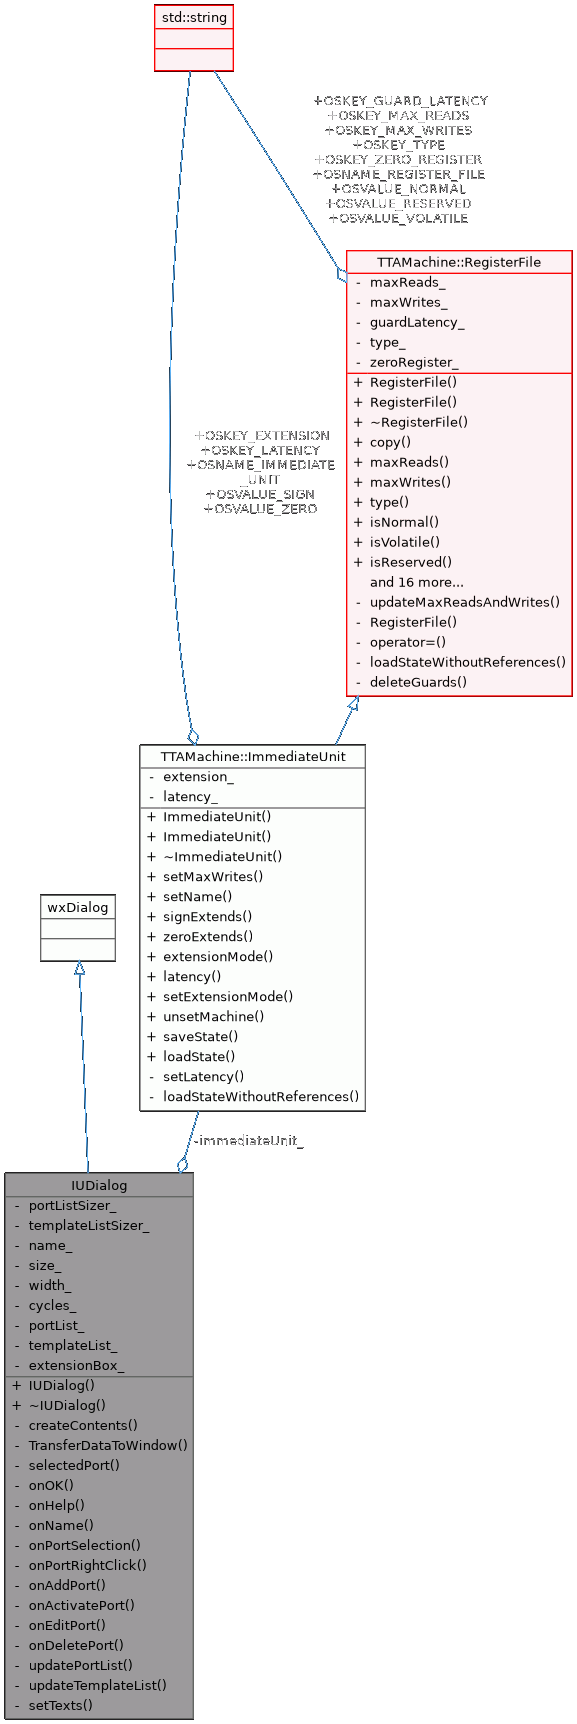 std::string
+OSKEY_GUARD_LATENCY
+OSKEY_MAX_READS
+OSKEY_MAX_WRITES
+OSKEY_TYPE
+OSKEY_ZERO_REGISTER
+OSNAME_REGISTER_FILE
+OSVALUE_NORMAL
+OSVALUE_RESERVED
+OSVALUE_VOLATILE
TTAMachine::RegisterFile
- maxReads_
- maxWrites_
- guardLatency_
- type_
- zeroRegister_
+ RegisterFile()
+ RegisterFile()
+ ~RegisterFile()
+ copy()
+ maxReads()
+ maxWrites()
+ type()
+ isNormal()
+ isVolatile()
+ isReserved()
and 16 more...
- updateMaxReadsAndWrites()
- RegisterFile()
- operator=()
- loadStateWithoutReferences()
- deleteGuards()
+OSKEY_EXTENSION
+OSKEY_LATENCY
+OSNAME_IMMEDIATE
_UNIT
+OSVALUE_SIGN
+OSVALUE_ZERO
TTAMachine::ImmediateUnit
- extension_
- latency_
+ ImmediateUnit()
+ ImmediateUnit()
+ ~ImmediateUnit()
+ setMaxWrites()
+ setName()
+ signExtends()
+ zeroExtends()
+ extensionMode()
+ latency()
+ setExtensionMode()
+ unsetMachine()
+ saveState()
+ loadState()
- setLatency()
- loadStateWithoutReferences()
wxDialog
-immediateUnit_
IUDialog
- portListSizer_
- templateListSizer_
- name_
- size_
- width_
- cycles_
- portList_
- templateList_
- extensionBox_
+ IUDialog()
+ ~IUDialog()
- createContents()
- TransferDataToWindow()
- selectedPort()
- onOK()
- onHelp()
- onName()
- onPortSelection()
- onPortRightClick()
- onAddPort()
- onActivatePort()
- onEditPort()
- onDeletePort()
- updatePortList()
- updateTemplateList()
- setTexts()